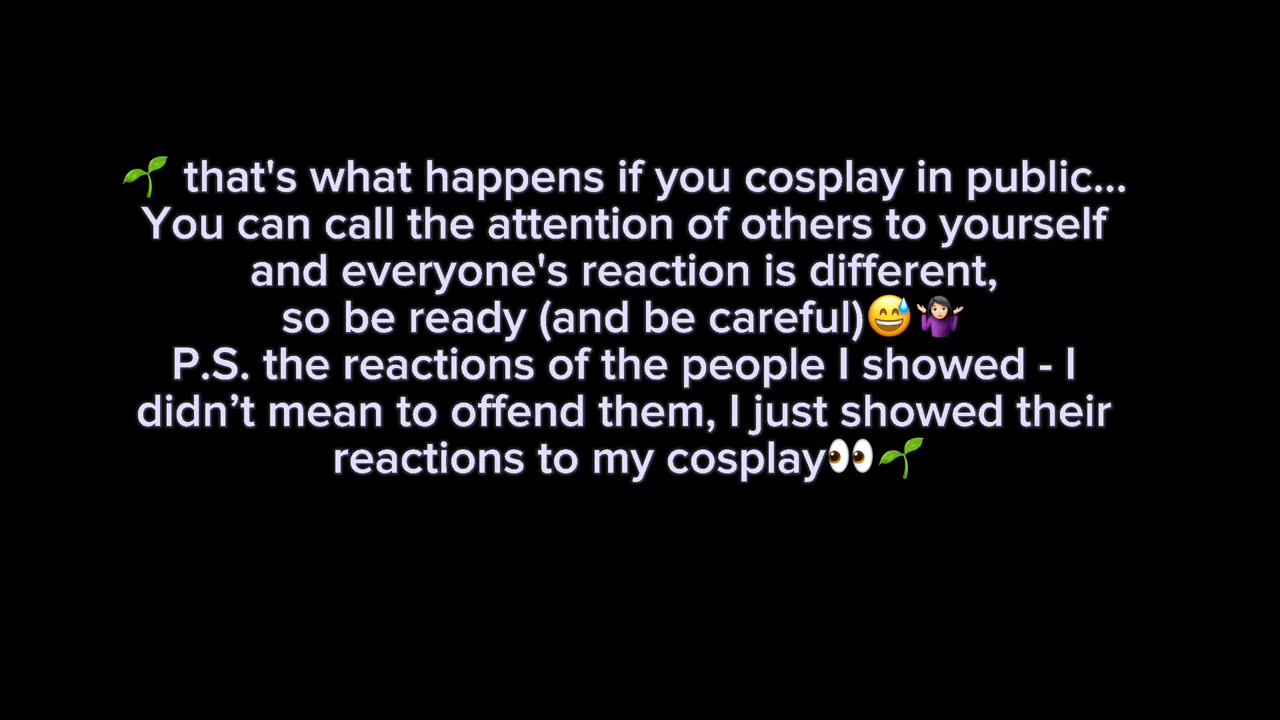 🌱 that's what happens if you cosplay in public...
You can call the attention of others to yourself
and everyone's reaction is different,
so be ready (and be careful)😅🤷🏻‍♀️
P.S. the reactions of the people I showed - I
didn’t mean to offend them, I just showed their
reactions to my cosplay👀🌱